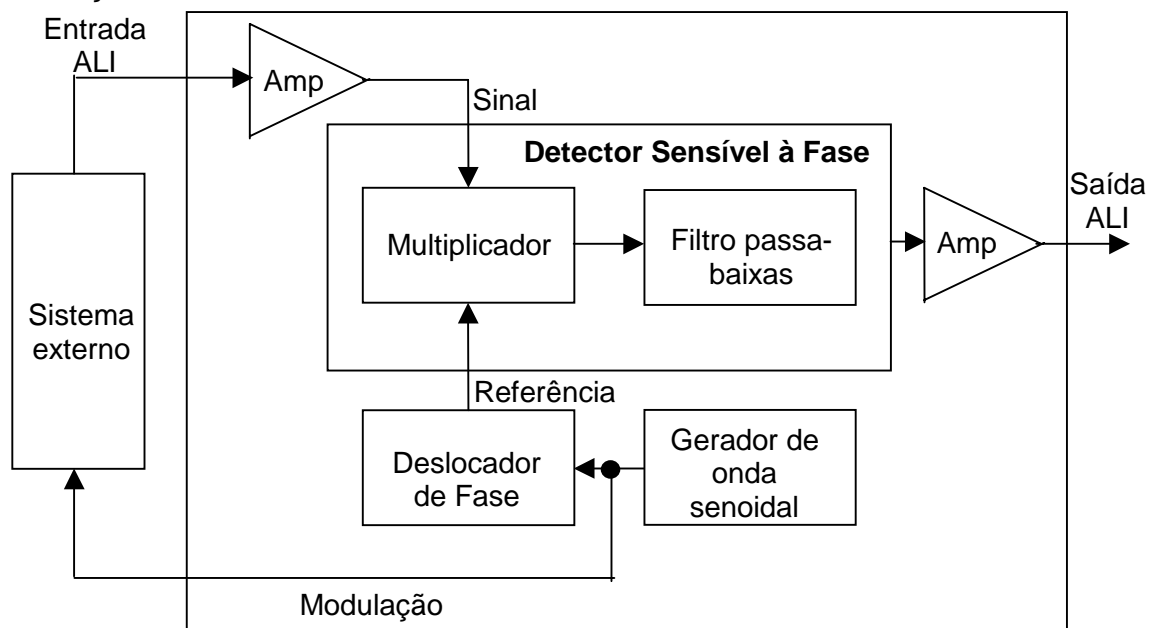 Entrada
ALI
Amp
Sinal
Detector Sensível à Fase
Multiplicador
Filtro passa-
baixas
Amp
Saída
ALI
Sistema
externo
Referência
Deslocador
de Fase
Gerador de
onda
senoidal
Modulação